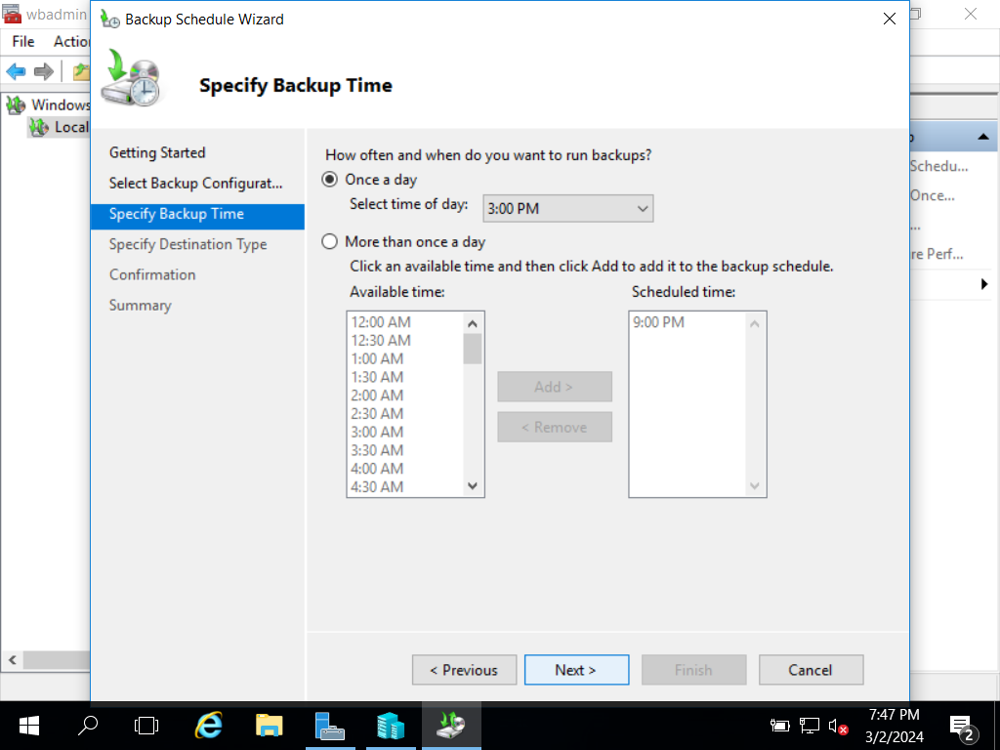 wbadmin
Backup Schedule Wizard
File
Specify Backup Time
Windows
Local
Getting Started
Select Backup Configurat...
Specify Backup Time
Specify Destination Type
Confirmation
Summary
How often and when do you want to run backups?
Once a day
Select time of day:
3:00 PM
More than once a day
Click an available time and then click Add to add it to the backup schedule.
Available time:
Scheduled time:
12:00 AM
12:30 AM
1:00 AM
1:30 AM
2:00 AM
2:30 AM
3:00 AM
3:30 AM
4:00 AM
4:30 AM
Add >
< Remove
9:00 PM
Schedu...
Once...
...
re Perf...
< Previous
Next >
Finish
Cancel
7:47 PM
3/2/2024
2